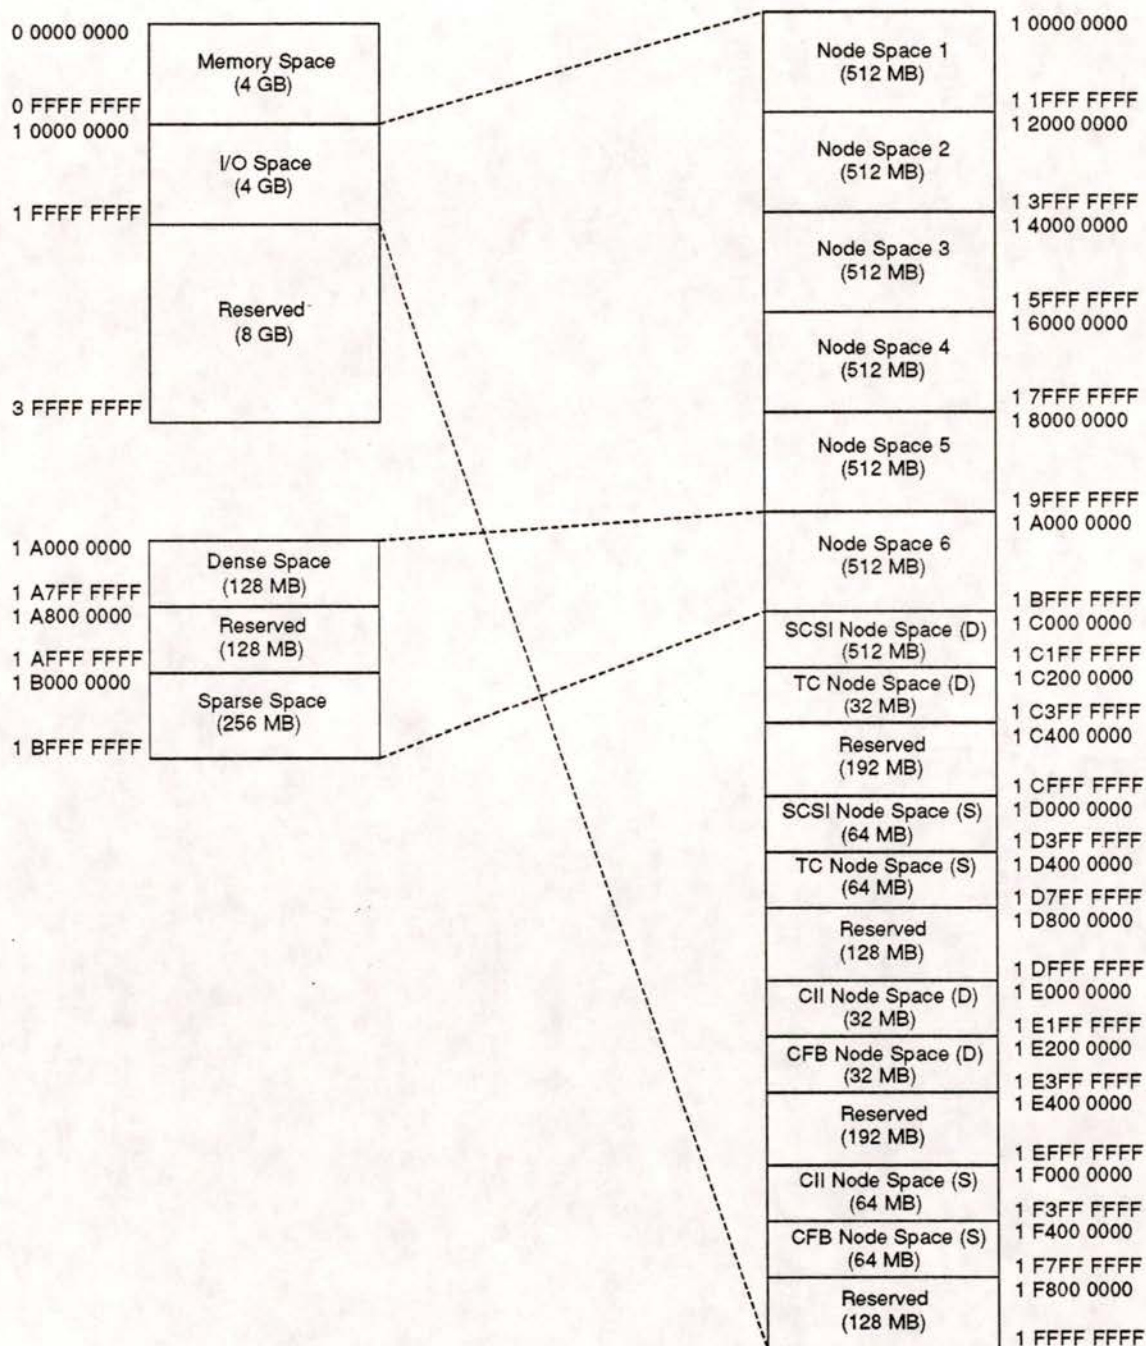 0 0000 0000
Memory Space
(4 GB)
0 FFFF FFFF
1 0000 0000
I/O Space
(4 GB)
1 FFFF FFFF
Reserved
(8 GB)
3 FFFF FFFF
1 A000 0000
Dense Space
(128 MB)
1 A7FF FFFF
1 A800 0000
Reserved
(128 MB)
1 AFFF FFFF
1 B000 0000
Sparse Space
(256 MB)
1 BFFF FFFF
Node Space 1
(512 MB)
1 0000 0000
1 1FFF FFFF
Node Space 2
(512 MB)
1 2000 0000
1 3FFF FFFF
Node Space 3
(512 MB)
1 4000 0000
1 5FFF FFFF
Node Space 4
(512 MB)
1 6000 0000
1 7FFF FFFF
Node Space 5
(512 MB)
1 8000 0000
1 9FFF FFFF
Node Space 6
(512 MB)
1 A000 0000
1 BFFF FFFF
SCSI Node Space (D)
(512 MB)
1 C000 0000
1 C1FF FFFF
TC Node Space (D)
(32 MB)
1 C200 0000
1 C3FF FFFF
Reserved
(192 MB)
1 C400 0000
1 CFFF FFFF
SCSI Node Space (S)
(64 MB)
1 D000 0000
1 D3FF FFFF
TC Node Space (S)
(64 MB)
1 D400 0000
1 D7FF FFFF
Reserved
(128 MB)
1 D800 0000
1 DFFF FFFF
CII Node Space (D)
(32 MB)
1 E000 0000
1 E1FF FFFF
CFB Node Space (D)
(32 MB)
1 E200 0000
1 E3FF FFFF
Reserved
(192 MB)
1 E400 0000
1 EFFF FFFF
CII Node Space (S)
(64 MB)
1 F000 0000
1 F3FF FFFF
CFB Node Space (S)
(64 MB)
1 F400 0000
1 F7FF FFFF
Reserved
(128 MB)
1 F800 0000
1 FFFF FFFF